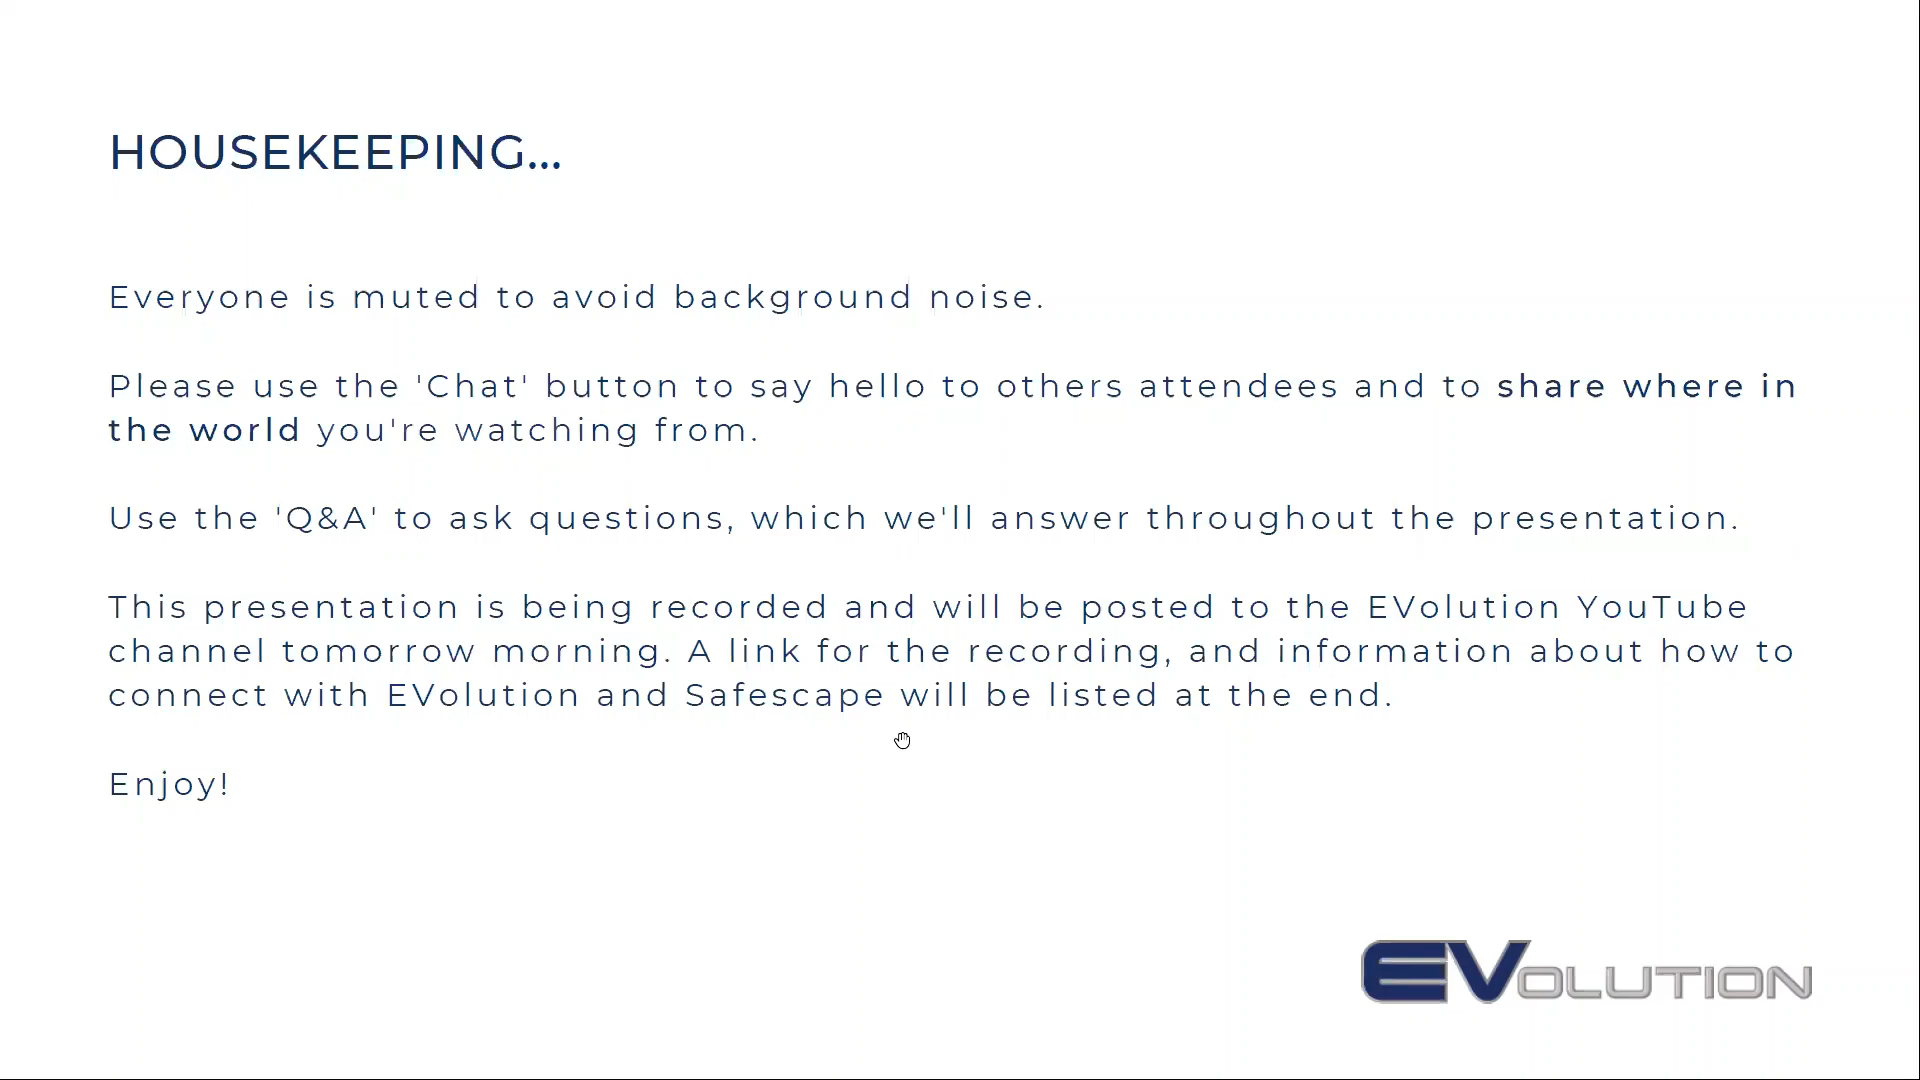 HOUSEKEEPING...
Everyone is muted to avoid background noise.
Please use the 'Chat' button to say hello to others attendees and to share where in
the world you're watching from.
Use the 'Q&A' to ask questions, which we'll answer throughout the presentation.
This presentation is being recorded and will be posted to the EVolution YouTube
channel tomorrow morning. A link for the recording, and information about how to
connect with EVolution and Safescape will be listed at the end.
Enjoy!
EVOLUTION